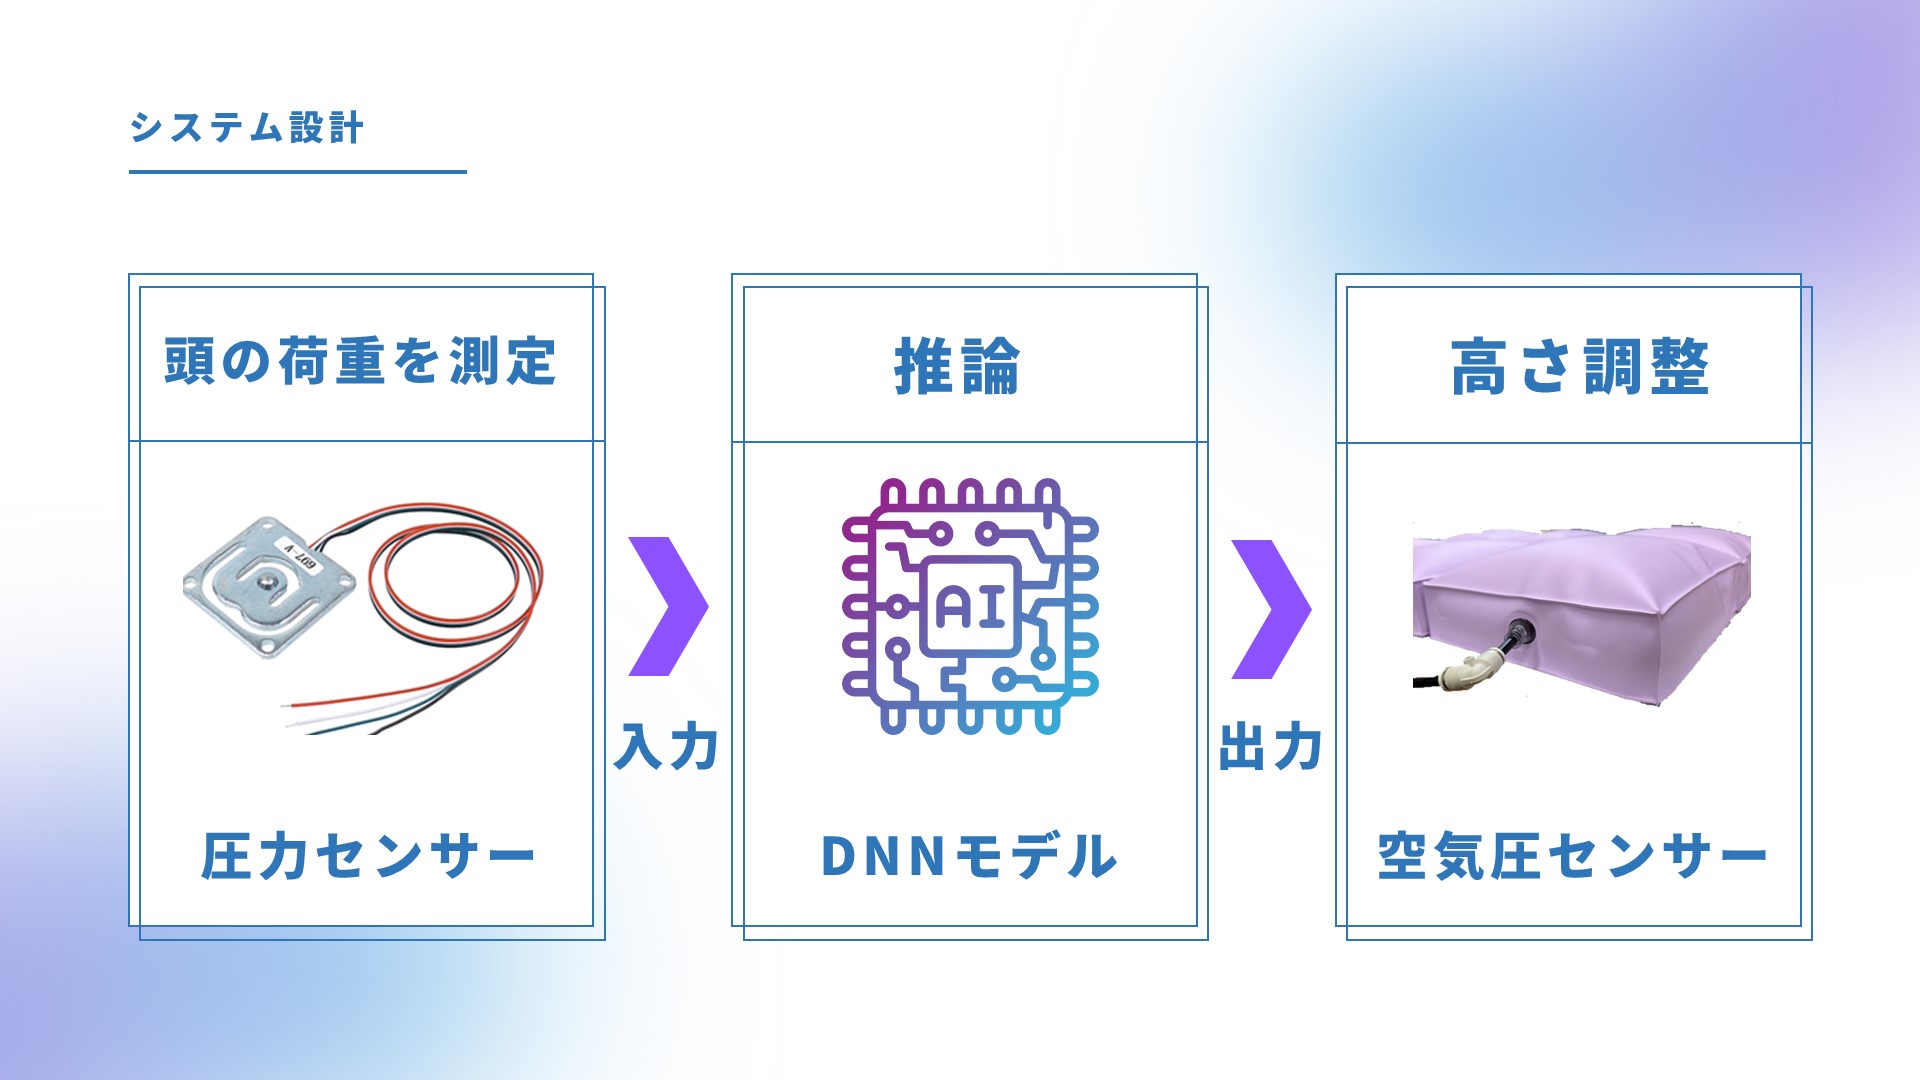 システム設計
頭の荷重を測定
推論
高さ調整
697-V
AI
入力
出力
圧力センサー
DNNモデル
空気圧センサー